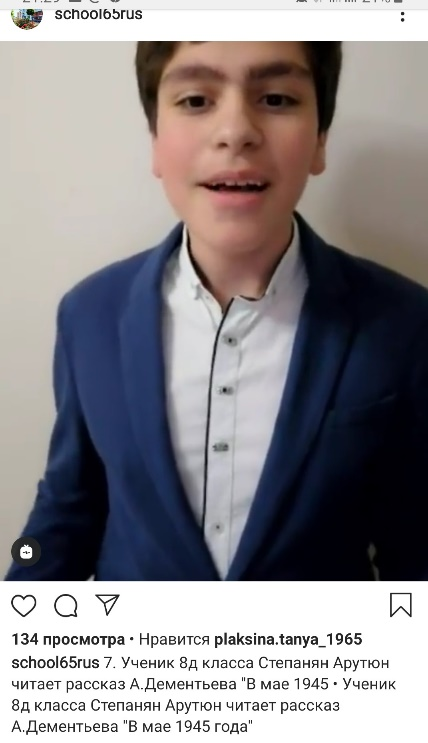 school65rus
134 просмотра • Нравится plaksina.tanya_1965
school65rus 7. Ученик 8д класса Степанян Арутюн
читает рассказ А.Дементьева "В мае 1945 • Ученик
8д класса Степанян Арутюн читает рассказ
А.Дементьева "В мае 1945 года"